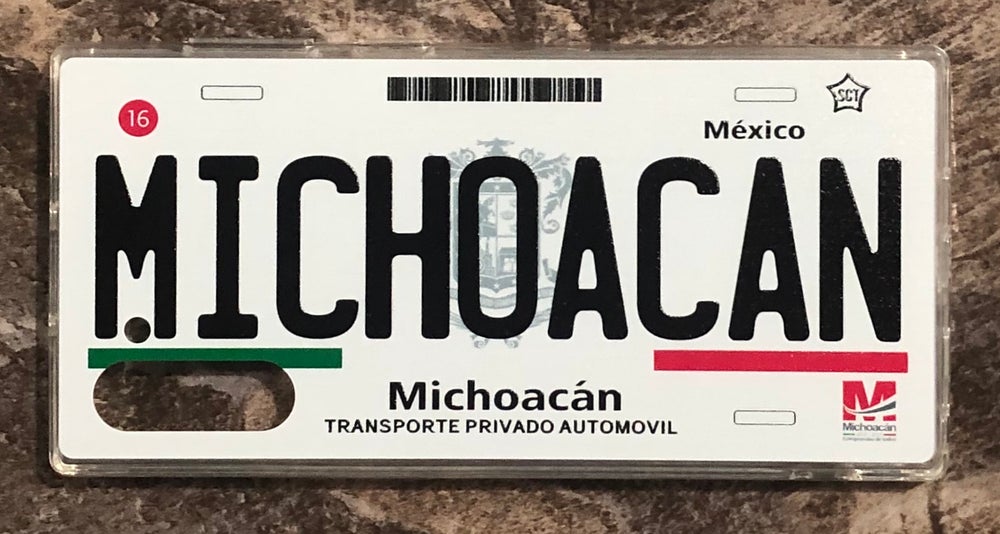 16
SCT
México
MICHOACAN
Michoacán
TRANSPORTE PRIVADO AUTOMOVIL
M
Michoacán